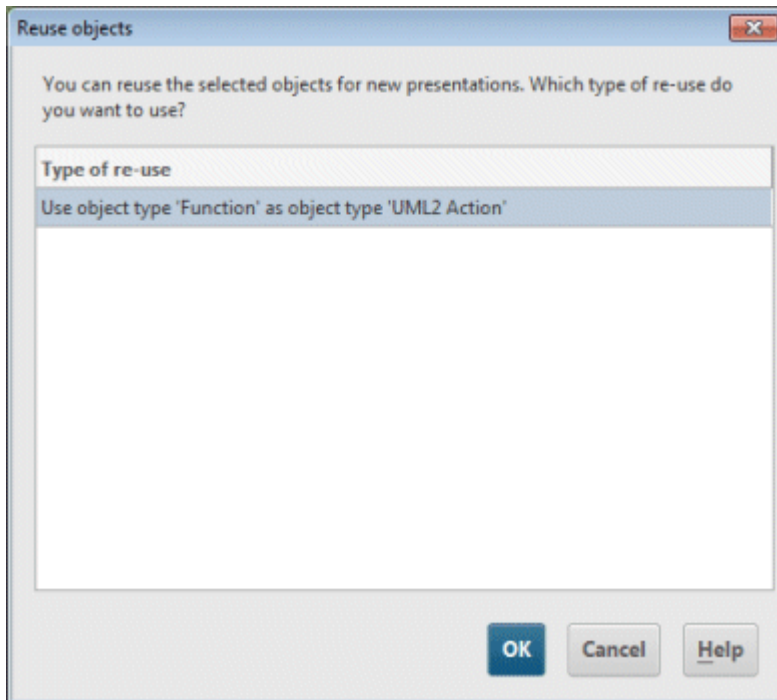 Reuse objects
You can reuse the selected objects for new presentations. Which type of re-use do
you want to use?
Type of re-use
Use object type 'Function' as object type 'UML2 Action'
OK Cancel Help